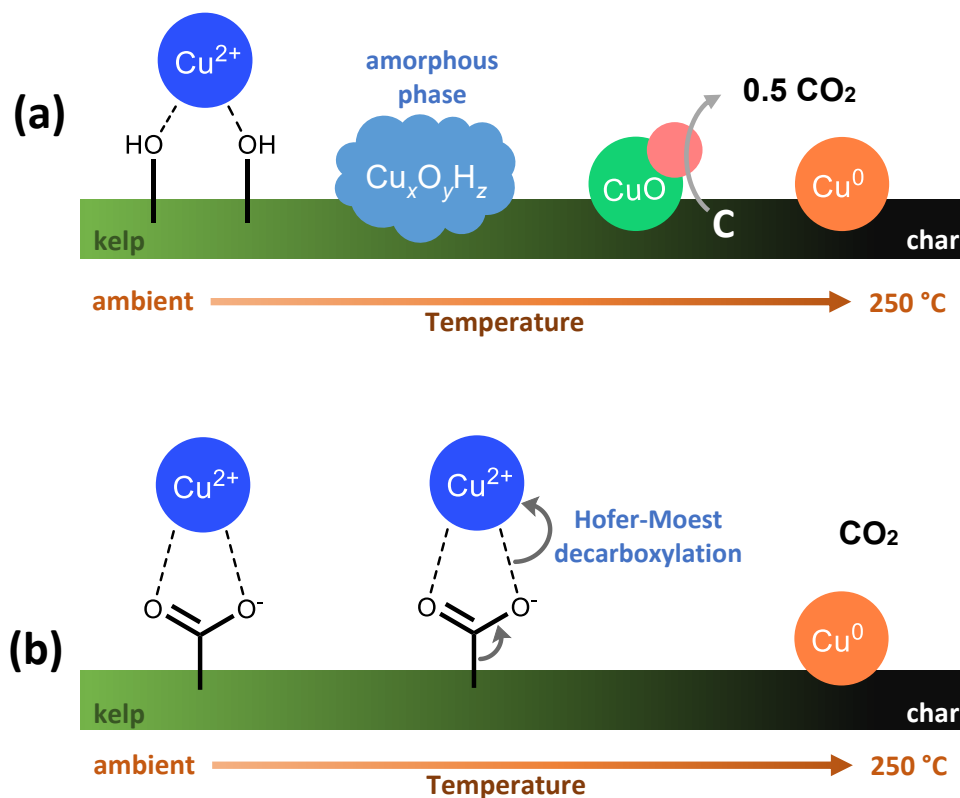 (a)
Cu²⁺
HO
OH
amorphous
phase
CuₓOᵧH_z
CuO
C
0.5 CO₂
Cu⁰
kelp
char
ambient
Temperature
250 °C
(b)
Cu²⁺
O
O⁻
Cu²⁺
O
O⁻
Hofer-Moest
decarboxylation
CO₂
Cu⁰
kelp
char
ambient
Temperature
250 °C